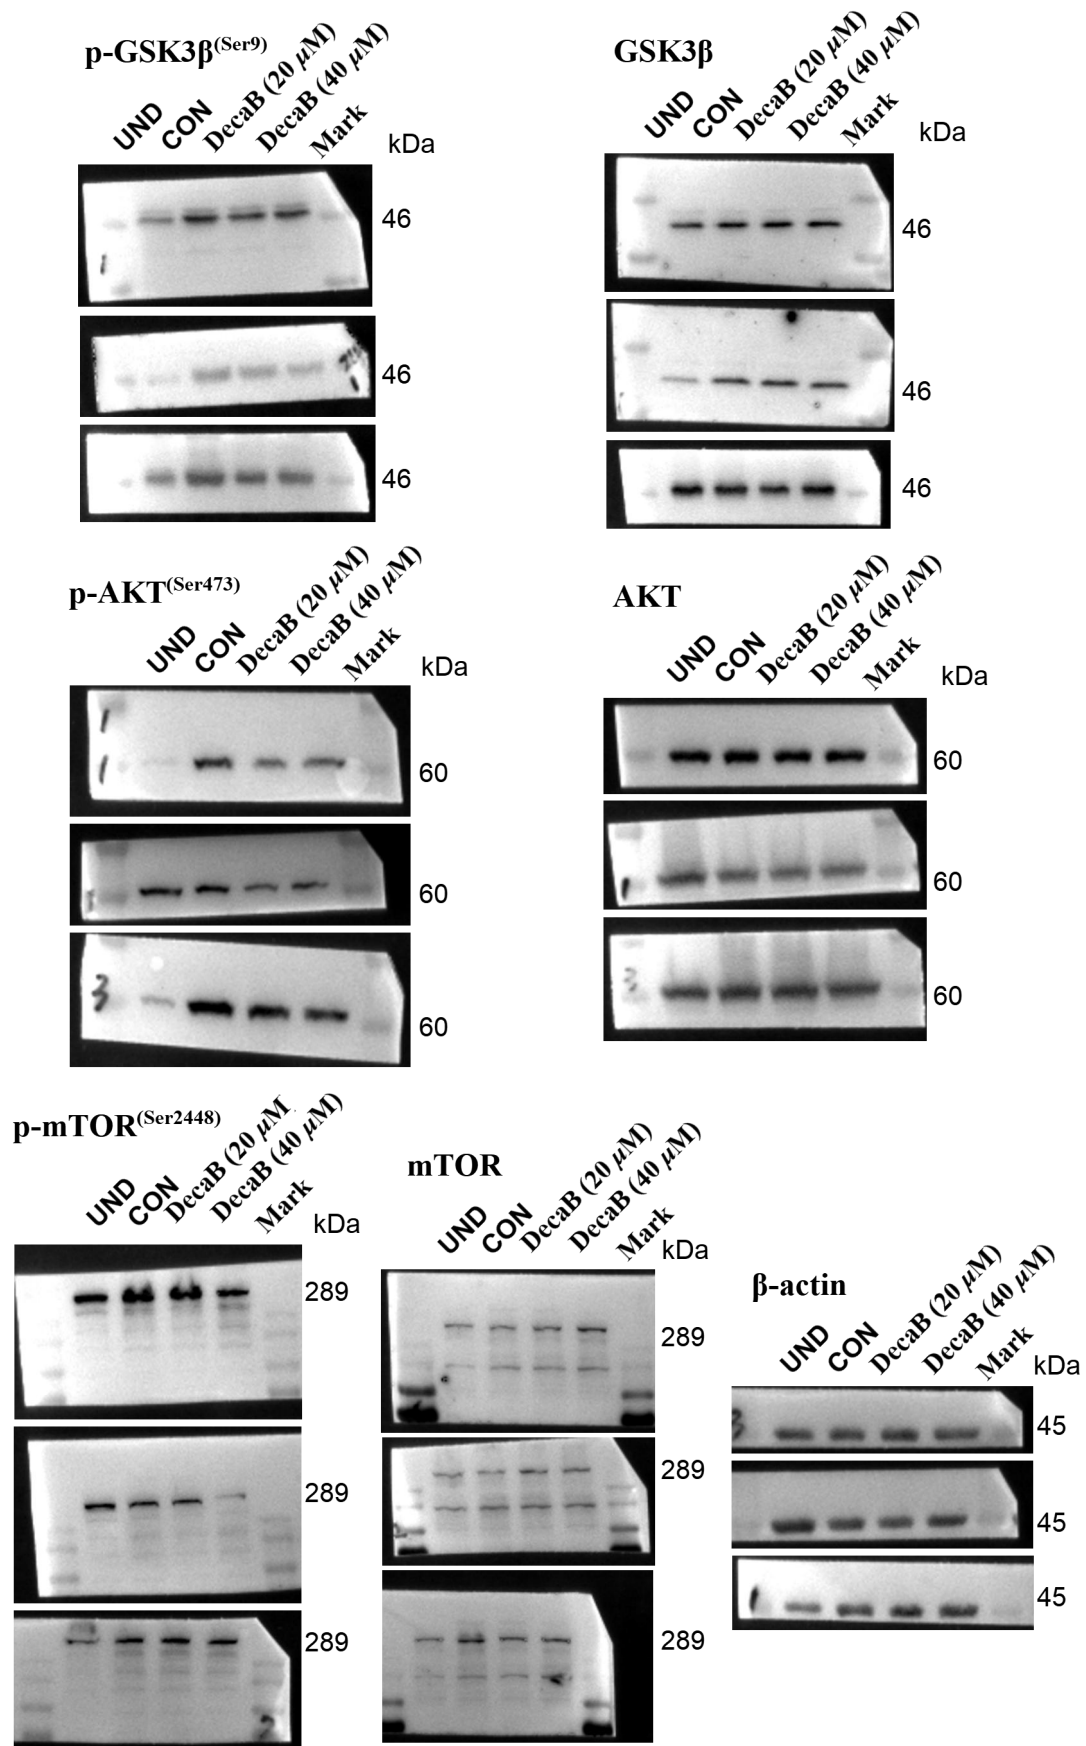 p-GSK3β(Ser9)
UND
CON
DecaB (20 μM)
DecaB (40 μM)
Mark
kDa
46
46
46
GSK3β
UND
CON
DecaB (20 μM)
DecaB (40 μM)
Mark
kDa
46
46
46
p-AKT(Ser473)
UND
CON
DecaB (20 μM)
DecaB (40 μM)
Mark
kDa
60
60
3
60
AKT
UND
CON
DecaB (20 μM)
DecaB (40 μM)
Mark
kDa
60
60
3
60
p-mTOR(Ser2448)
UND
CON
DecaB (20 μM
DecaB (40 μM)
Mark
kDa
289
289
289
mTOR
UND
CON
DecaB (20 μM)
DecaB (40 μM)
Mark
kDa
289
289
289
β-actin
UND
CON
DecaB (20 μM)
DecaB (40 μM)
Mark
kDa
45
45
45